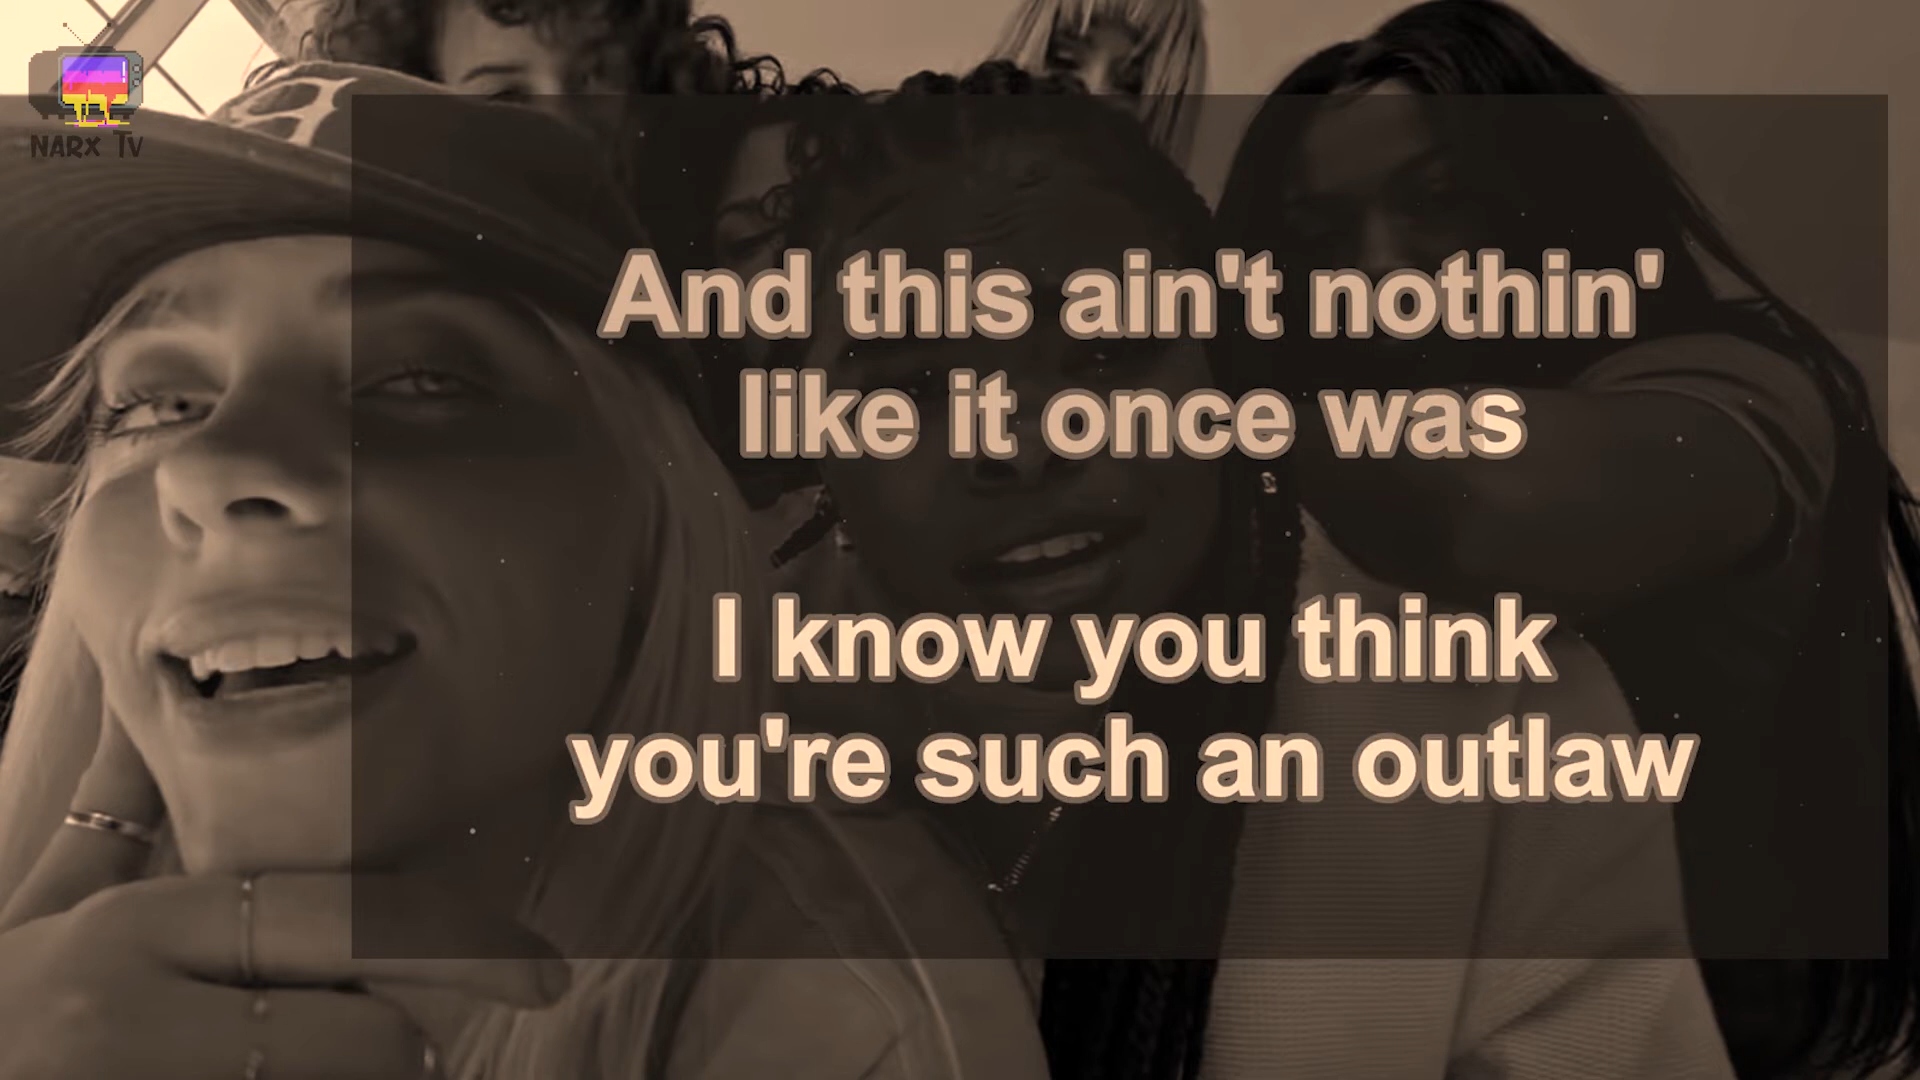 NARX TV
And this ain't nothin'
like it once was
I know you think
you're such an outlaw